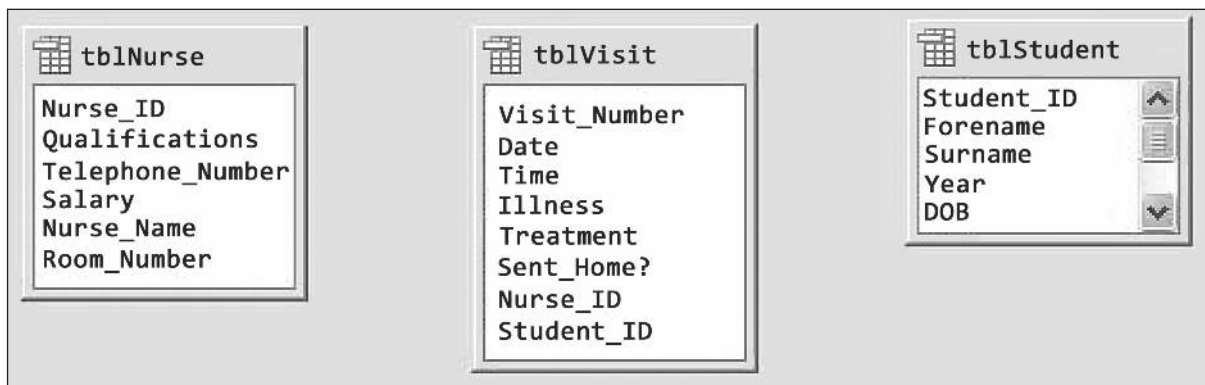 tblNurse
Nurse_ID
Qualifications
Telephone_Number
Salary
Nurse_Name
Room_Number
tblVisit
Visit_Number
Date
Time
Illness
Treatment
Sent_Home?
Nurse_ID
Student_ID
tblStudent
Student_ID
Forename
Surname
Year
DOB